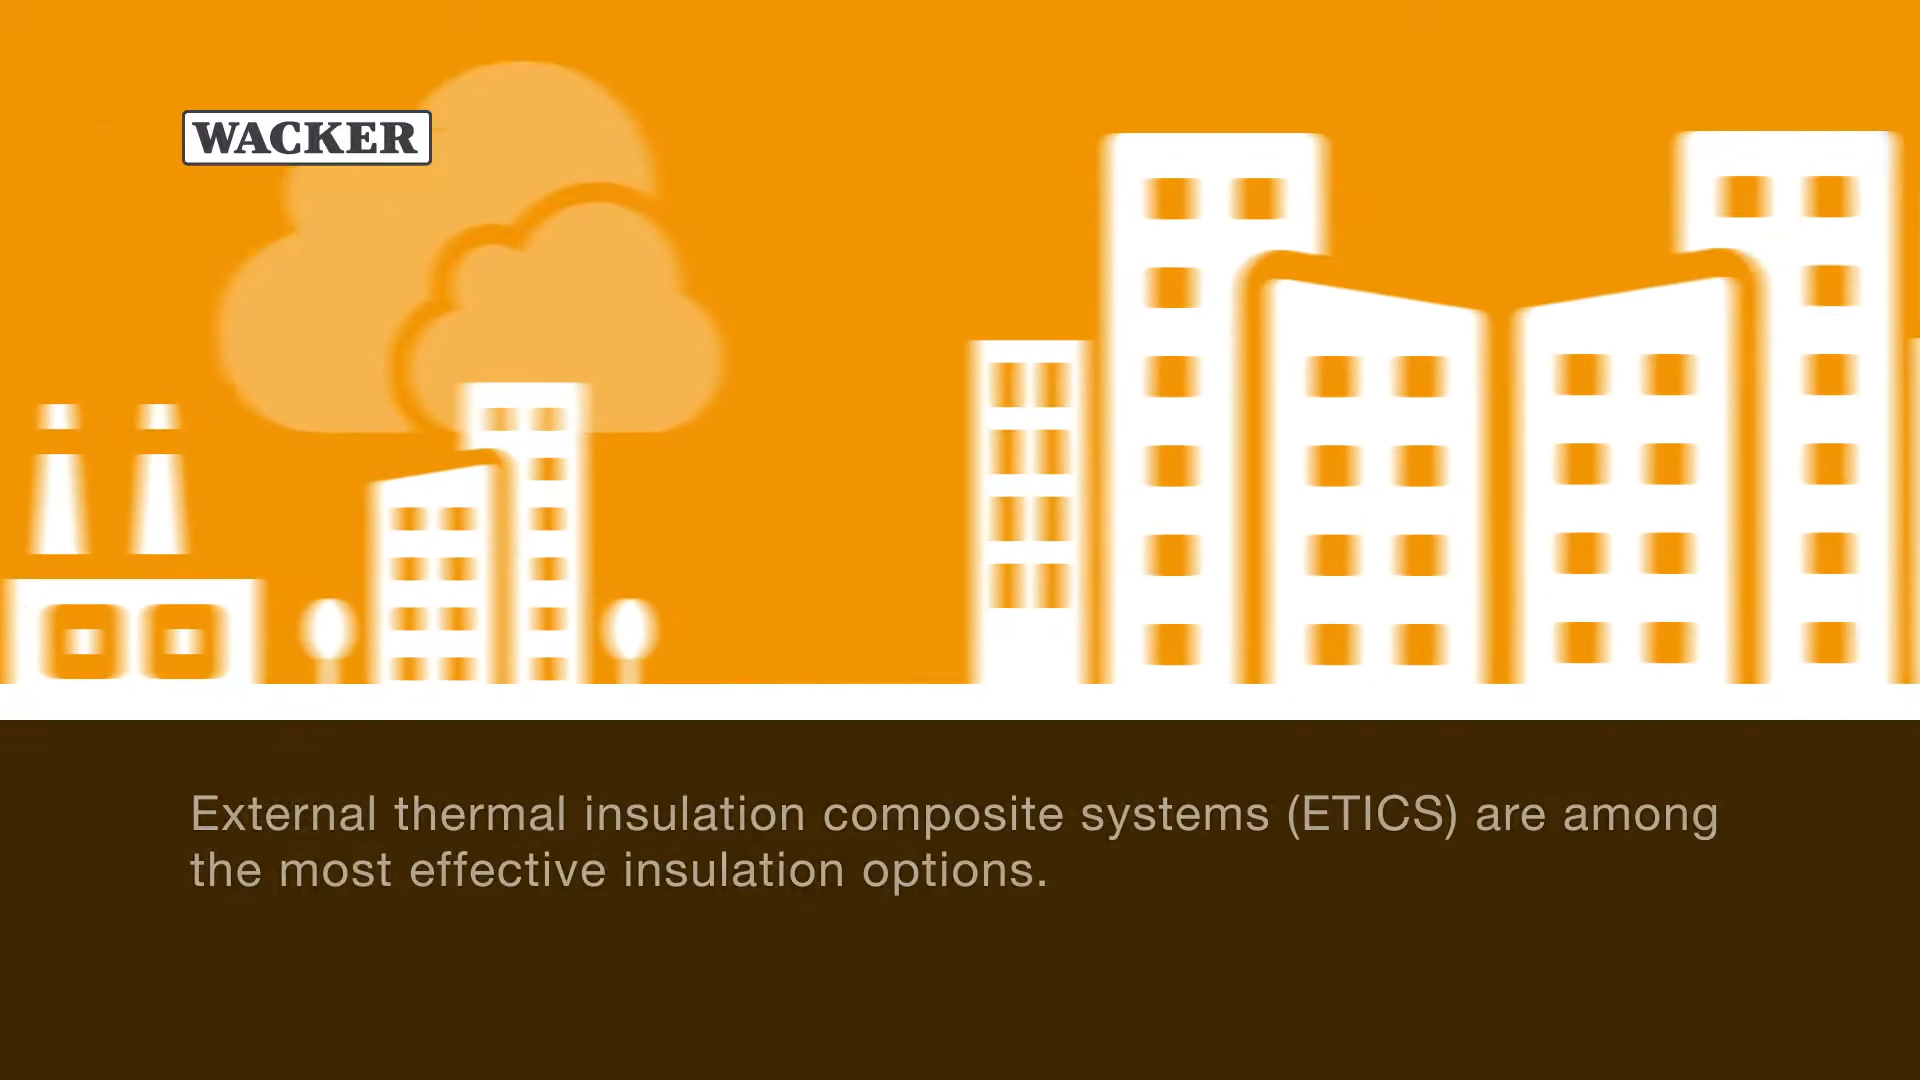 WACKER
External thermal insulation composite systems (ETICS) are among
the most effective insulation options.